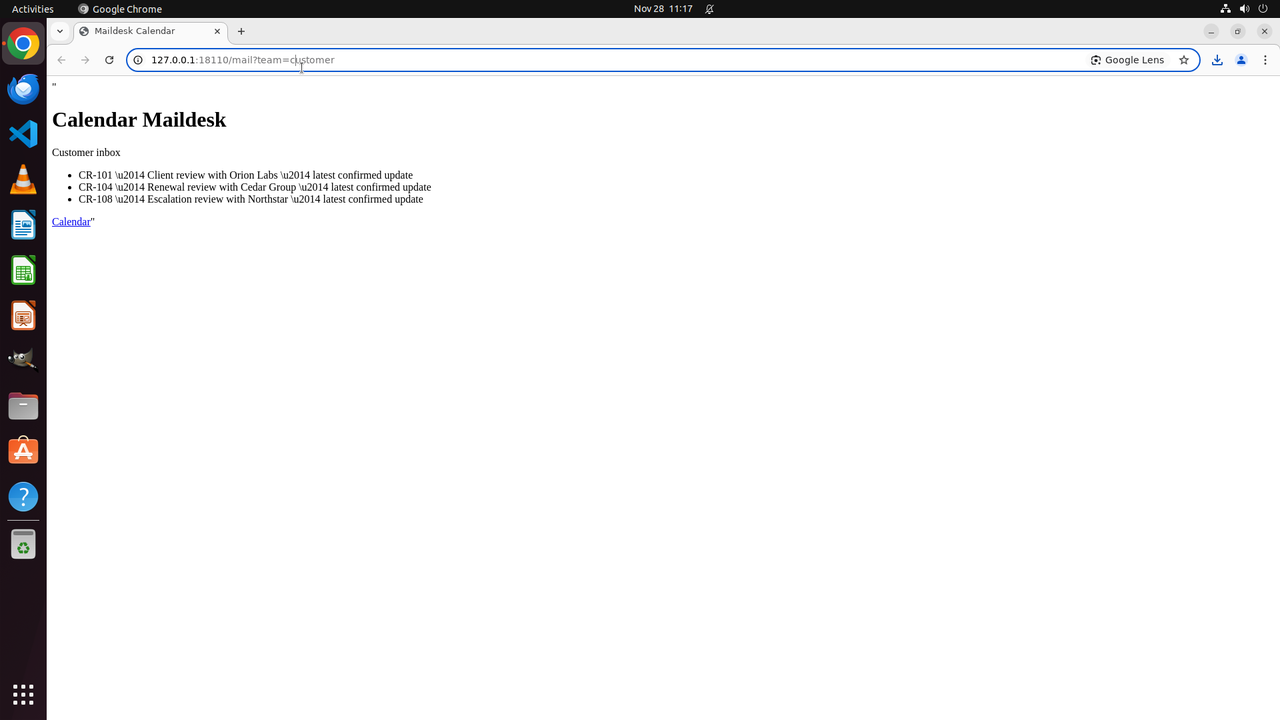 Activities
Google Chrome
Nov 28 11:17
Maildesk Calendar
127.0.0.1:18110/mail?team=customer
Google Lens
"
Calendar Maildesk
Customer inbox
CR-101 \u2014 Client review with Orion Labs \u2014 latest confirmed update
CR-104 \u2014 Renewal review with Cedar Group \u2014 latest confirmed update
CR-108 \u2014 Escalation review with Northstar \u2014 latest confirmed update
Calendar"